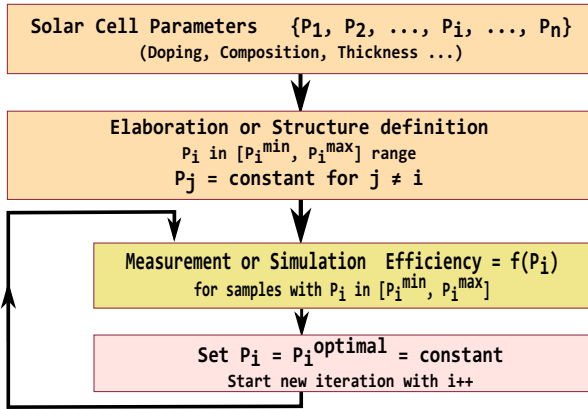 Solar Cell Parameters {P₁, P₂, ..., Pᵢ, ..., Pₙ}
(Doping, Composition, Thickness ...)
Elaboration or Structure definition
Pᵢ in [Pᵢᵐⁱⁿ, Pᵢᵐᵃˣ] range
Pⱼ = constant for j ≠ i
Measurement or Simulation Efficiency = f(Pᵢ)
for samples with Pᵢ in [Pᵢᵐⁱⁿ, Pᵢᵐᵃˣ]
Set Pᵢ = Pᵢᵒᵖᵗⁱᵐᵃˡ = constant
Start new iteration with i++